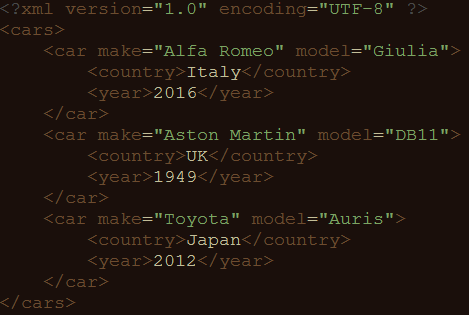 <?xml version="1.0" encoding="UTF-8" ?>
<cars>
    <car make="Alfa Romeo" model="Giulia">
        <country>Italy</country>
        <year>2016</year>
    </car>
    <car make="Aston Martin" model="DB11">
        <country>UK</country>
        <year>1949</year>
    </car>
    <car make="Toyota" model="Auris">
        <country>Japan</country>
        <year>2012</year>
    </car>
</cars>